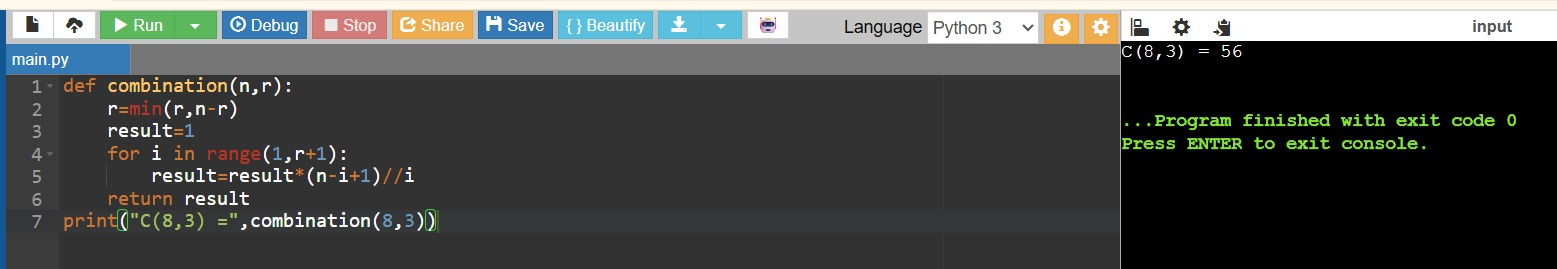 Run Debug Stop Share Save { } Beautify Language Python 3 input
main.py
1 def combination(n,r):
2     r=min(r,n-r)
3     result=1
4     for i in range(1,r+1):
5         result=result*(n-i+1)//i
6     return result
7 print("C(8,3) =",combination(8,3))
C(8,3) = 56
...Program finished with exit code 0
Press ENTER to exit console.